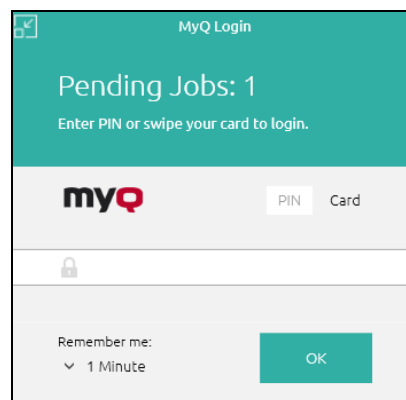 MyQ Login
Pending Jobs: 1
Enter PIN or swipe your card to login.
myQ PIN Card
Remember me:
1 Minute
OK